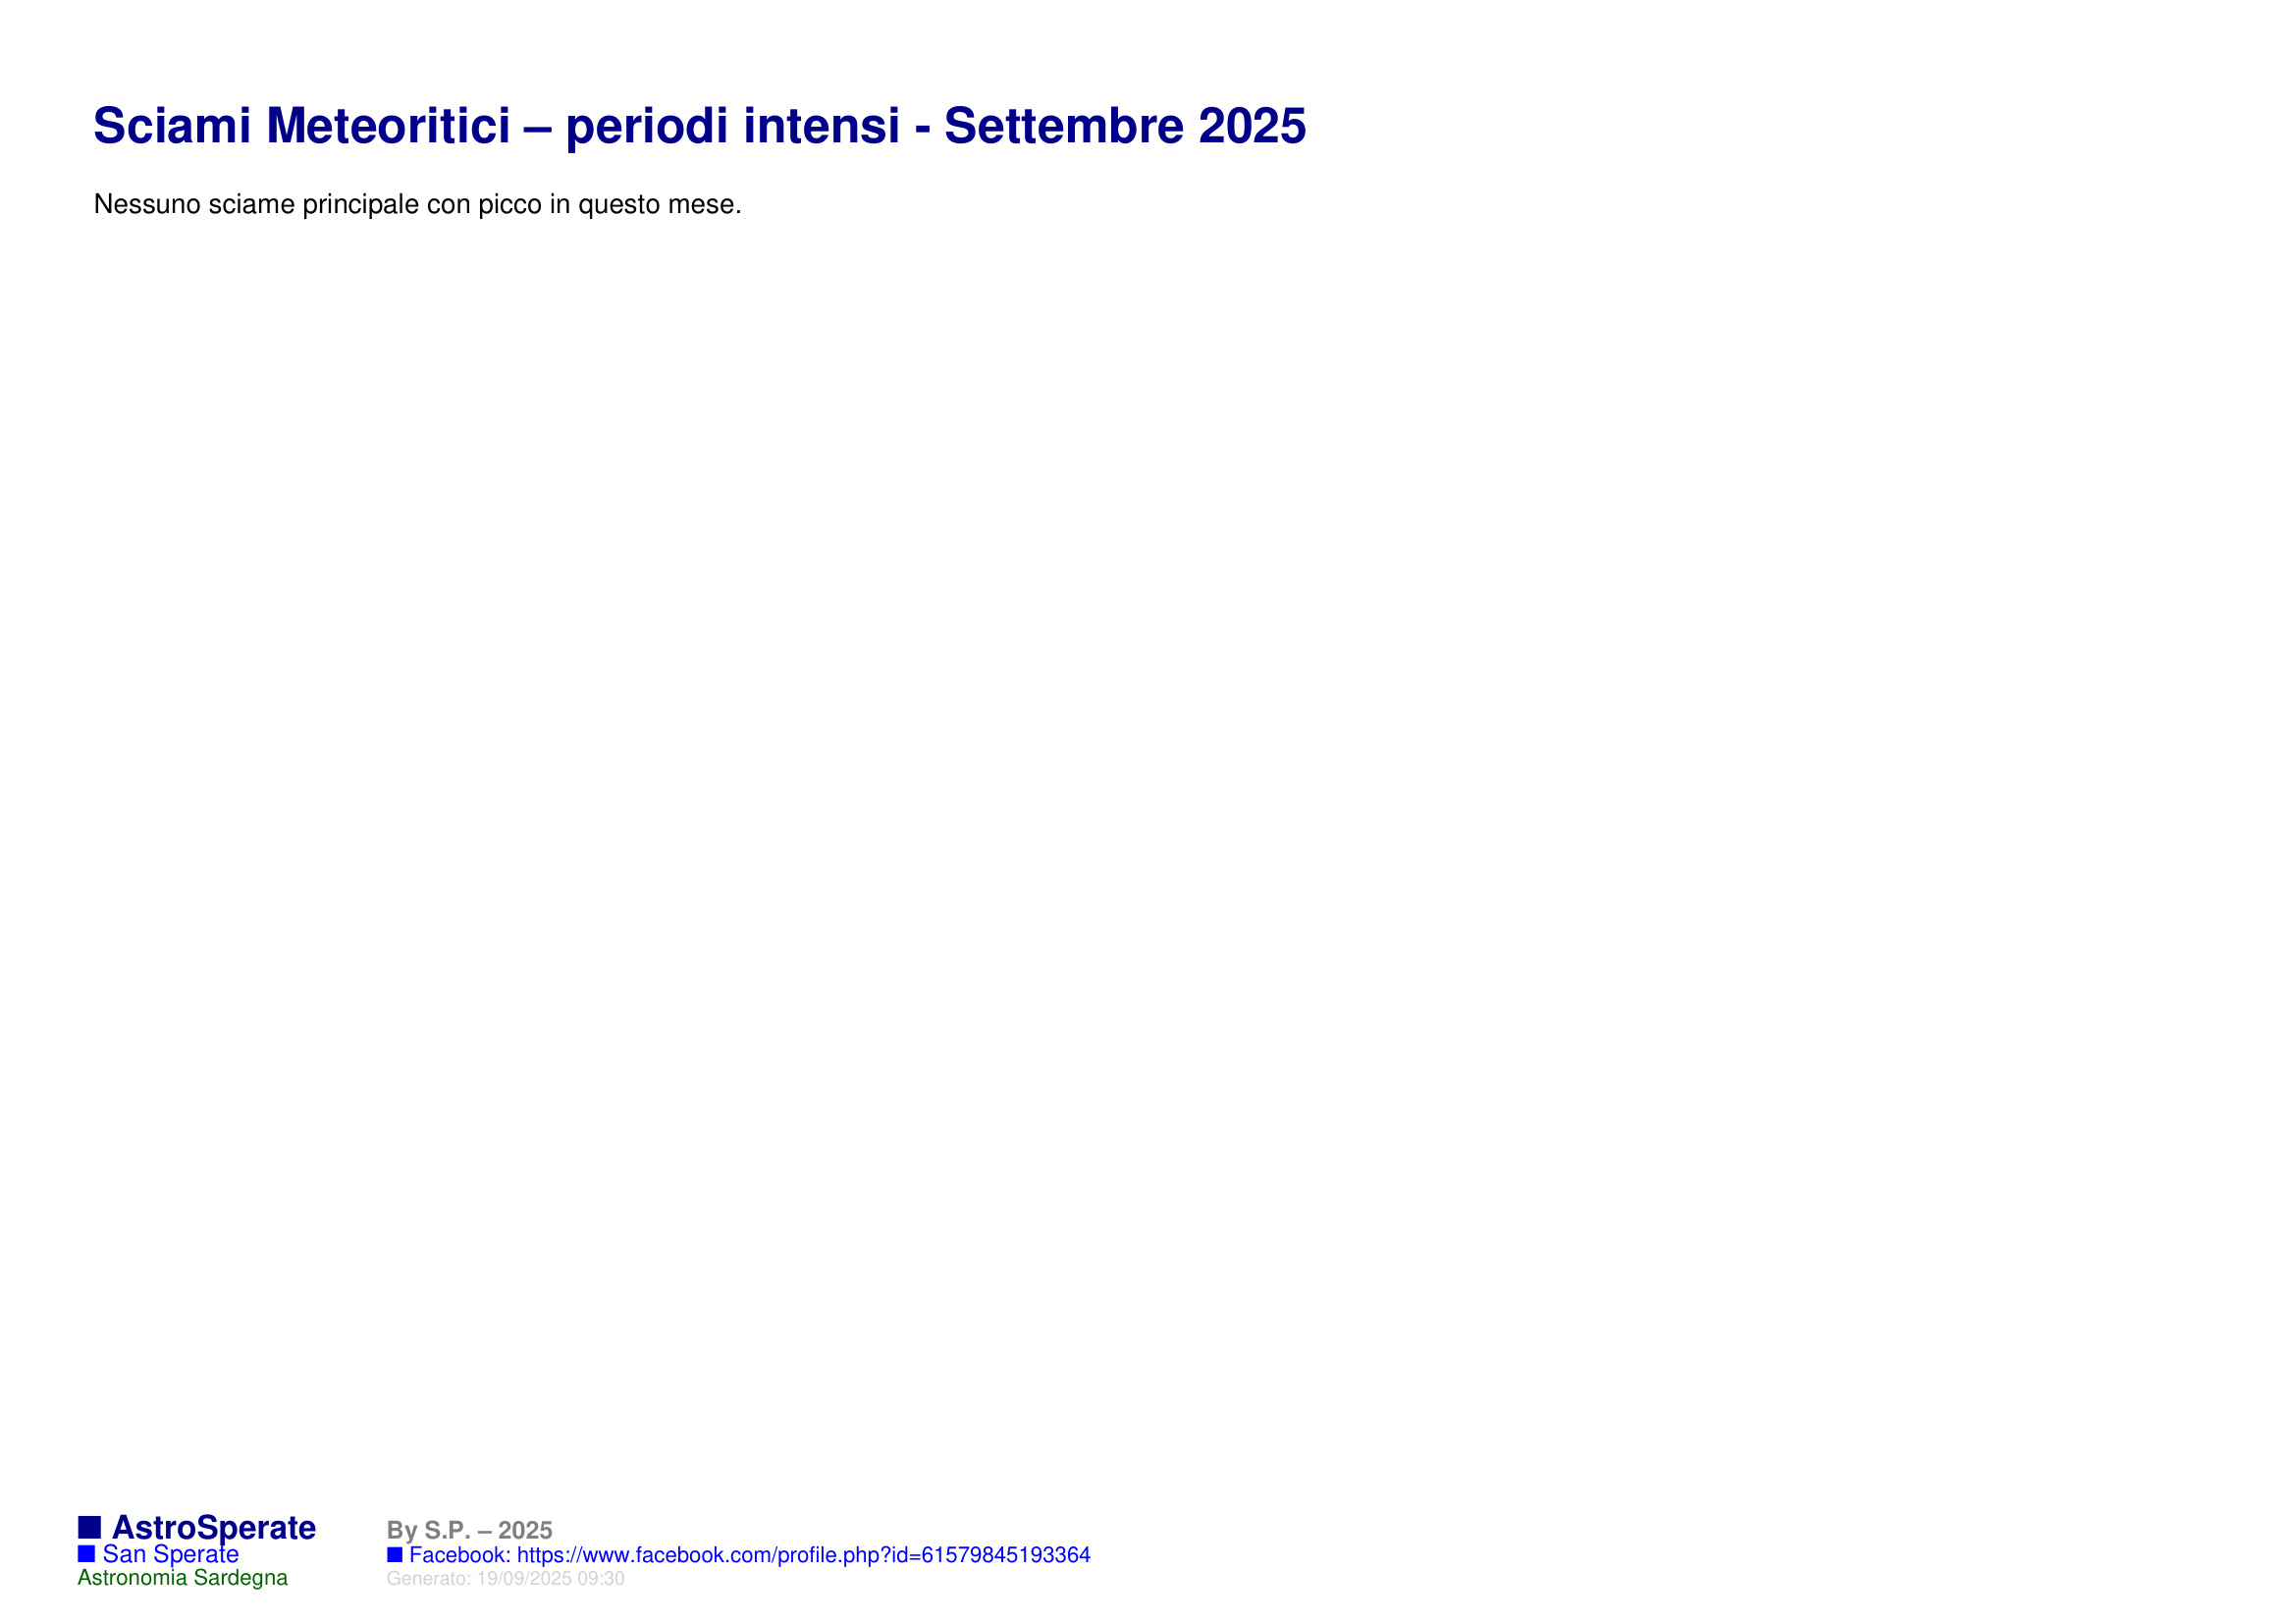 Sciami Meteoritici – periodi intensi - Settembre 2025
Nessuno sciame principale con picco in questo mese.
■ AstroSperate
■ San Sperate
Astronomia Sardegna
By S.P. – 2025
■ Facebook: https://www.facebook.com/profile.php?id=61579845193364
Generato: 19/09/2025 09:30